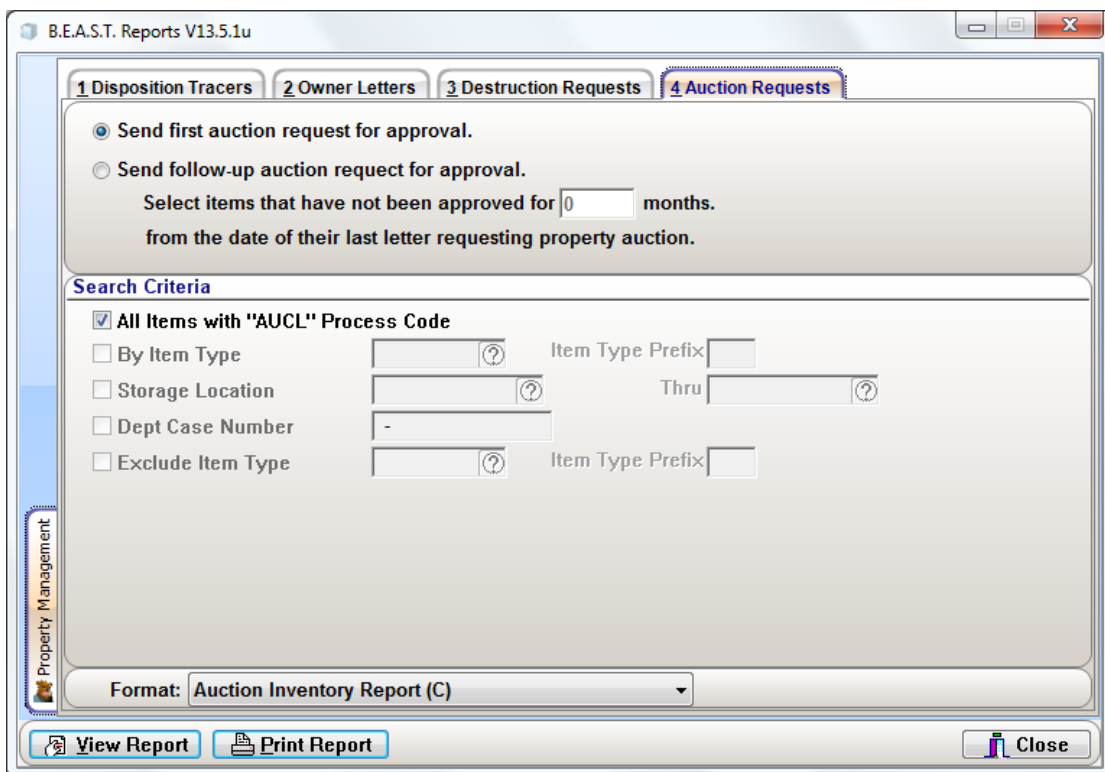 B.E.A.S.T. Reports V13.5.1u
1 Disposition Tracers 2 Owner Letters 3 Destruction Requests 4 Auction Requests
Send first auction request for approval.
Send follow-up auction requect for approval.
Select items that have not been approved for 0 months.
from the date of their last letter requesting property auction.
Search Criteria
All Items with "AUCL" Process Code
By Item Type Item Type Prefix
Storage Location Thru
Dept Case Number -
Exclude Item Type Item Type Prefix
Property Management
Format: Auction Inventory Report (C)
View Report Print Report Close